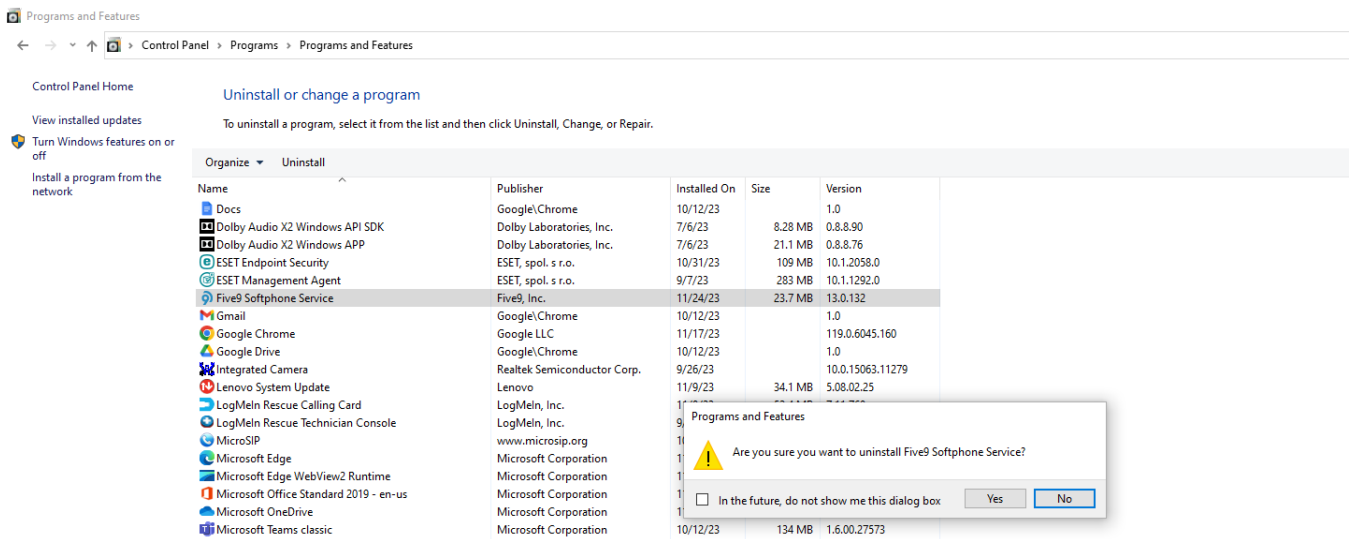 Programs and Features
Control Panel › Programs › Programs and Features
Control Panel Home
View installed updates
Turn Windows features on or
off
Install a program from the
network
Uninstall or change a program
To uninstall a program, select it from the list and then click Uninstall, Change, or Repair.
Organize Uninstall
Name Publisher Installed On Size Version
Docs Google\Chrome 10/12/23 1.0
Dolby Audio X2 Windows API SDK Dolby Laboratories, Inc. 7/6/23 8.28 MB 0.8.8.90
Dolby Audio X2 Windows APP Dolby Laboratories, Inc. 7/6/23 21.1 MB 0.8.8.76
ESET Endpoint Security ESET, spol. s r.o. 10/31/23 109 MB 10.1.2058.0
ESET Management Agent ESET, spol. s r.o. 9/7/23 283 MB 10.1.1292.0
Five9 Softphone Service Five9, Inc. 11/24/23 23.7 MB 13.0.132
Gmail Google\Chrome 10/12/23 1.0
Google Chrome Google LLC 11/17/23 119.0.6045.160
Google Drive Google\Chrome 10/12/23 1.0
Integrated Camera Realtek Semiconductor Corp. 9/26/23 10.0.15063.11279
Lenovo System Update Lenovo 11/9/23 34.1 MB 5.08.02.25
LogMeIn Rescue Calling Card LogMeIn, Inc.
LogMeIn Rescue Technician Console LogMeIn, Inc.
MicroSIP www.microsip.org
Microsoft Edge Microsoft Corporation
Microsoft Edge WebView2 Runtime Microsoft Corporation
Microsoft Office Standard 2019 - en-us Microsoft Corporation
Microsoft OneDrive Microsoft Corporation
Microsoft Teams classic Microsoft Corporation 10/12/23 134 MB 1.6.00.27573
Programs and Features
Are you sure you want to uninstall Five9 Softphone Service?
In the future, do not show me this dialog box Yes No